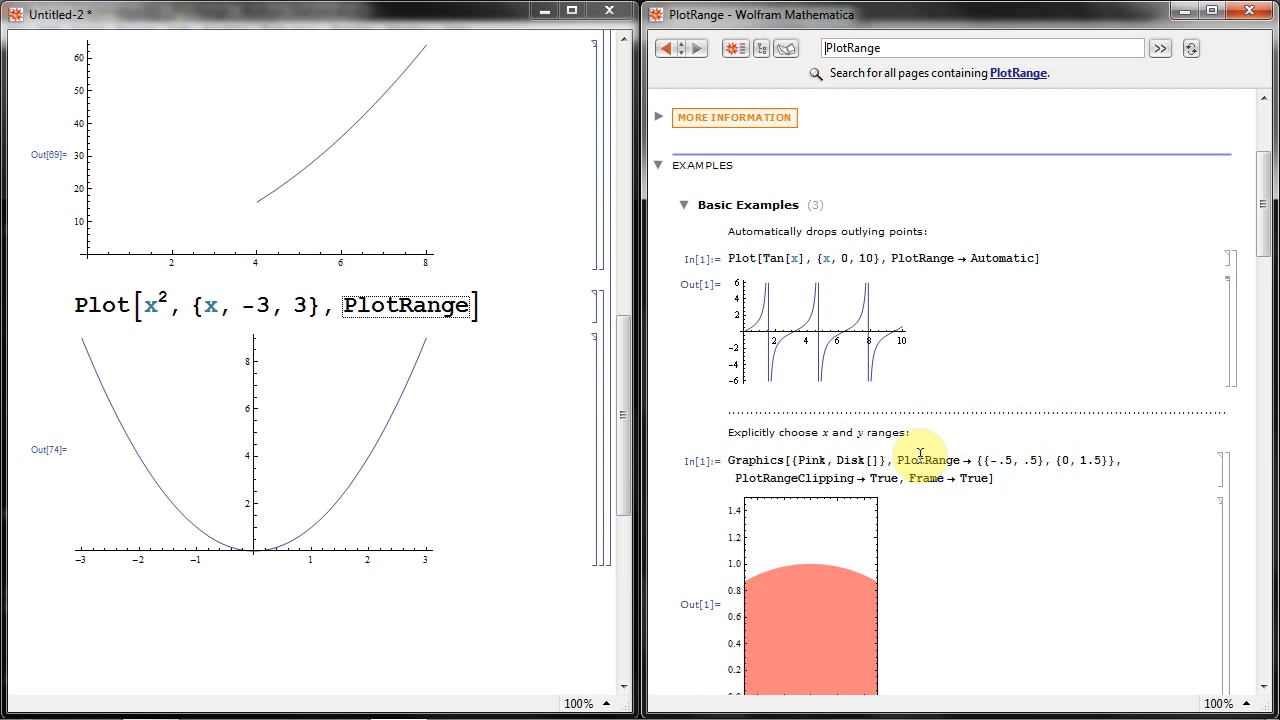 Untitled-2 *
60
50
40
Out[69]=
30
20
10
2
4
6
8
Plot[x2, {x, -3, 3}, PlotRange]
8
6
Out[74]=
4
2
-3
-2
-1
1
2
3
100%
PlotRange - Wolfram Mathematica
PlotRange
>>
Search for all pages containing PlotRange.
MORE INFORMATION
EXAMPLES
Basic Examples (3)
Automatically drops outlying points:
In[1]:= Plot[Tan[x], {x, 0, 10}, PlotRange → Automatic]
Out[1]=
6
4
2
2
4
6
8
10
-2
-4
-6
Explicitly choose x and y ranges:
In[1]:= Graphics[{Pink, Disk[]}, PlotRange → {{-.5, .5}, {0, 1.5}},
PlotRangeClipping → True, Frame → True]
1.4
1.2
1.0
0.8
Out[1]=
0.6
0.4
0.2
100%